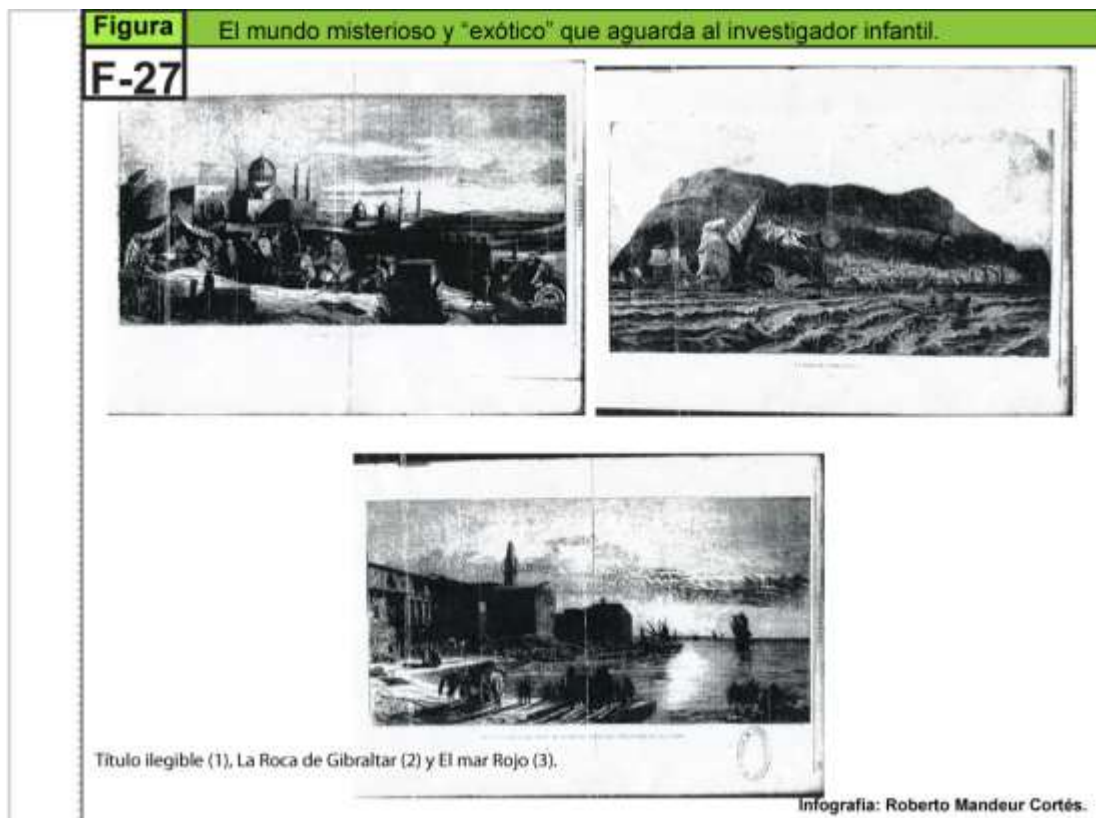 Figura
El mundo misterioso y “exótico” que aguarda al investigador infantil.
F-27
Título ilegible (1), La Roca de Gibraltar (2) y El mar Rojo (3).
Infografía: Roberto Mandeur Cortés.